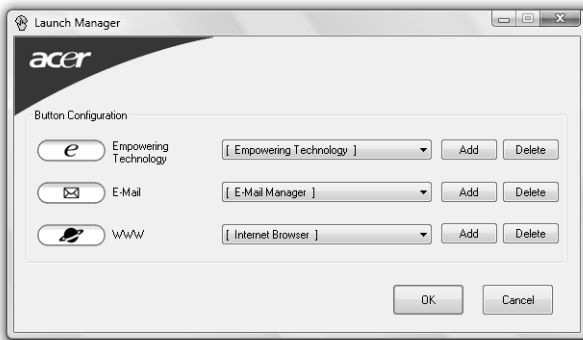 Launch Manager
acer
Button Configuration
e
Empowering
Technology
[ Empowering Technology ]
Add
Delete
E-Mail
[ E-Mail Manager ]
Add
Delete
WWW
[ Internet Browser ]
Add
Delete
OK
Cancel